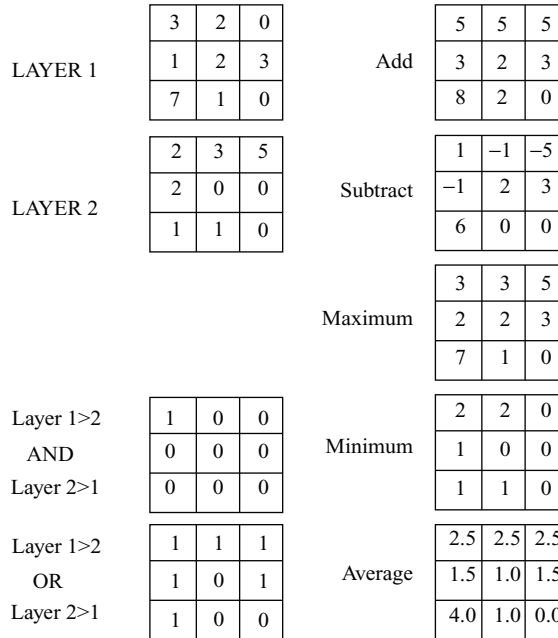 LAYER 1
3 2 0
1 2 3
7 1 0
Add
5 5 5
3 2 3
8 2 0
LAYER 2
2 3 5
2 0 0
1 1 0
Subtract
1 −1 −5
−1 2 3
6 0 0
Maximum
3 3 5
2 2 3
7 1 0
Layer 1>2
AND
Layer 2>1
1 0 0
0 0 0
0 0 0
Minimum
2 2 0
1 0 0
1 1 0
Layer 1>2
OR
Layer 2>1
1 1 1
1 0 1
1 0 0
Average
2.5 2.5 2.5
1.5 1.0 1.5
4.0 1.0 0.0